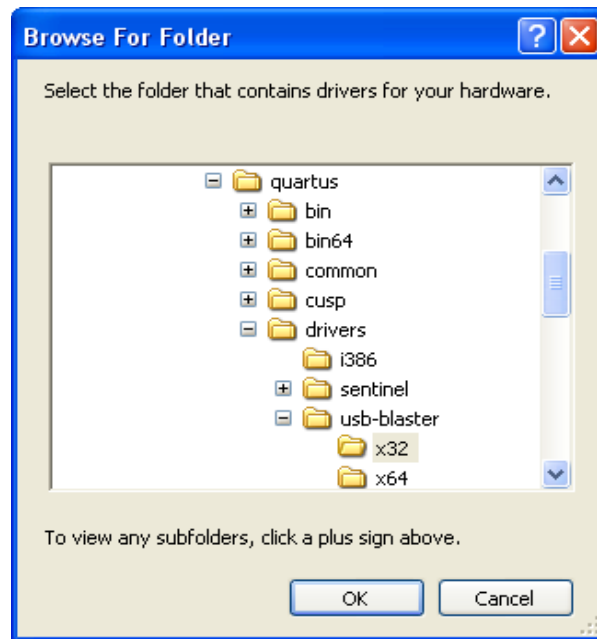 Browse For Folder
Select the folder that contains drivers for your hardware.
quartus
bin
bin64
common
cusp
drivers
i386
sentinel
usb-blaster
x32
x64
To view any subfolders, click a plus sign above.
OK Cancel